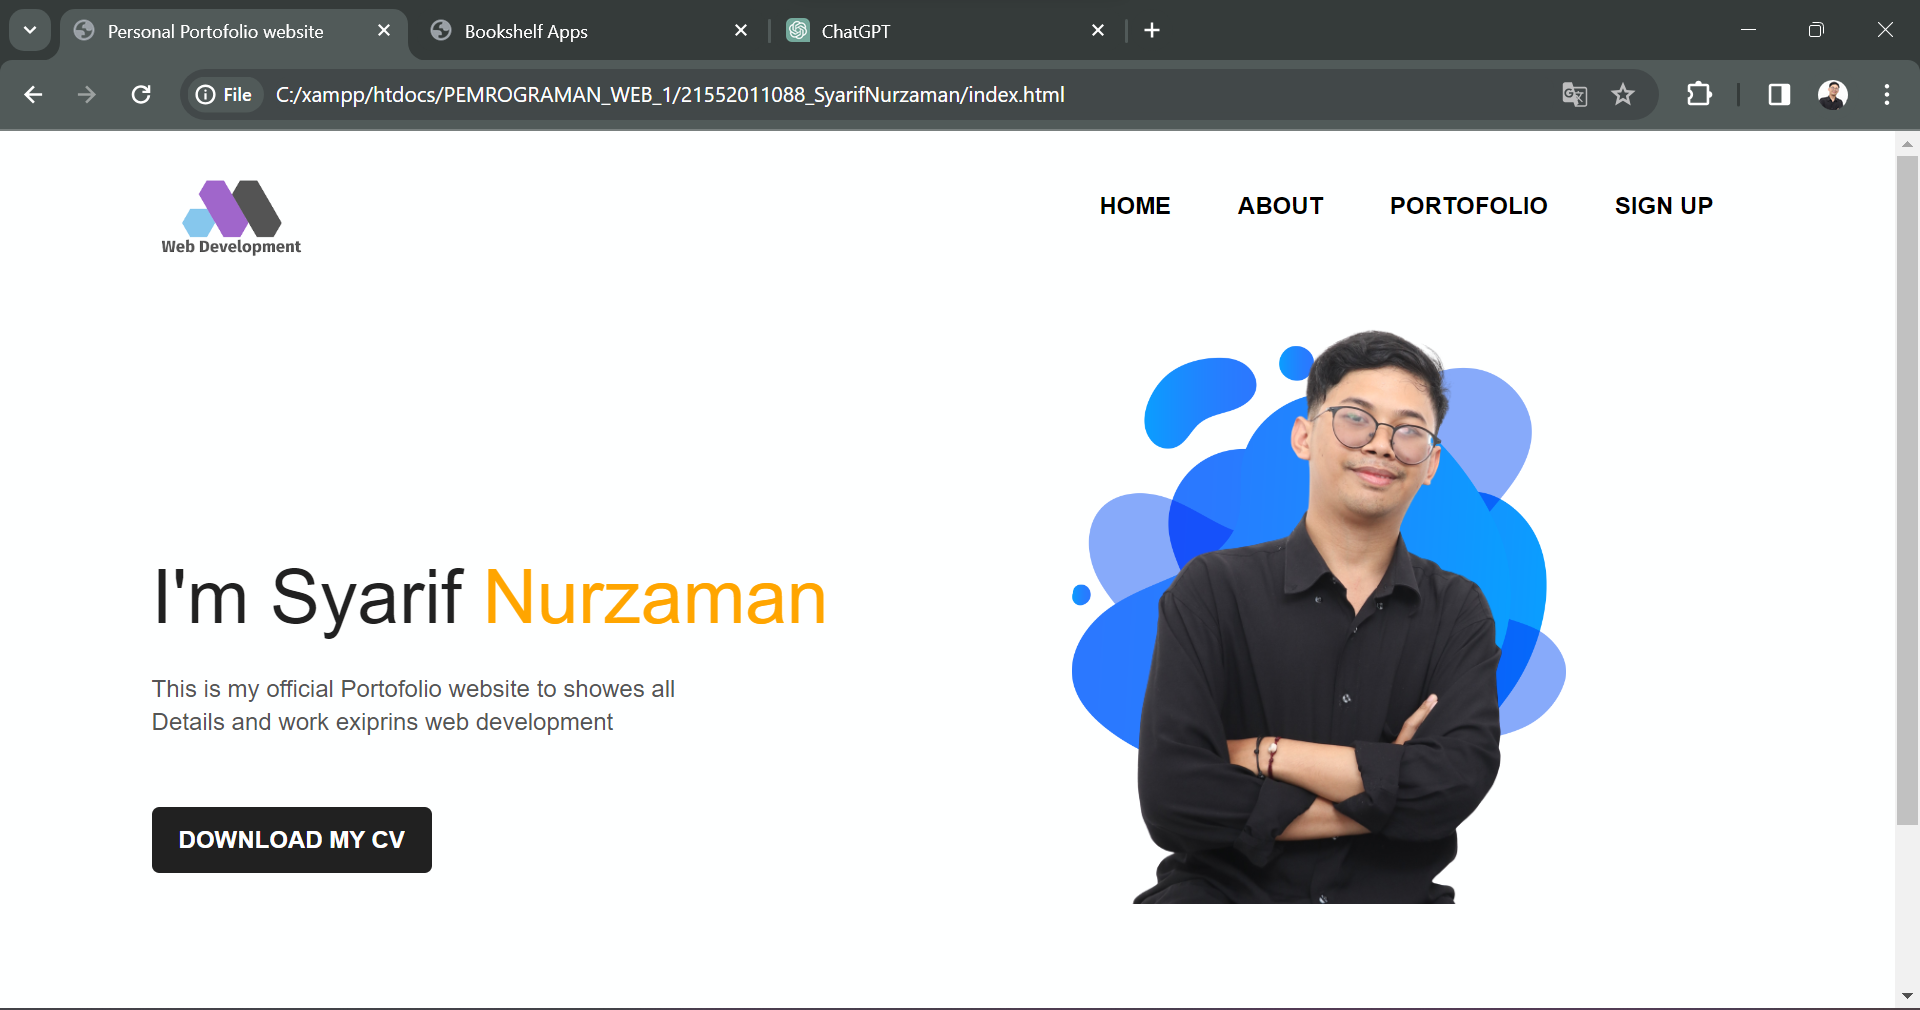 Personal Portofolio website
Bookshelf Apps
ChatGPT
File
C:/xampp/htdocs/PEMROGRAMAN_WEB_1/21552011088_SyarifNurzaman/index.html
Web Development
HOME
ABOUT
PORTOFOLIO
SIGN UP
I'm Syarif Nurzaman
This is my official Portofolio website to showes all
Details and work exiprins web development
DOWNLOAD MY CV